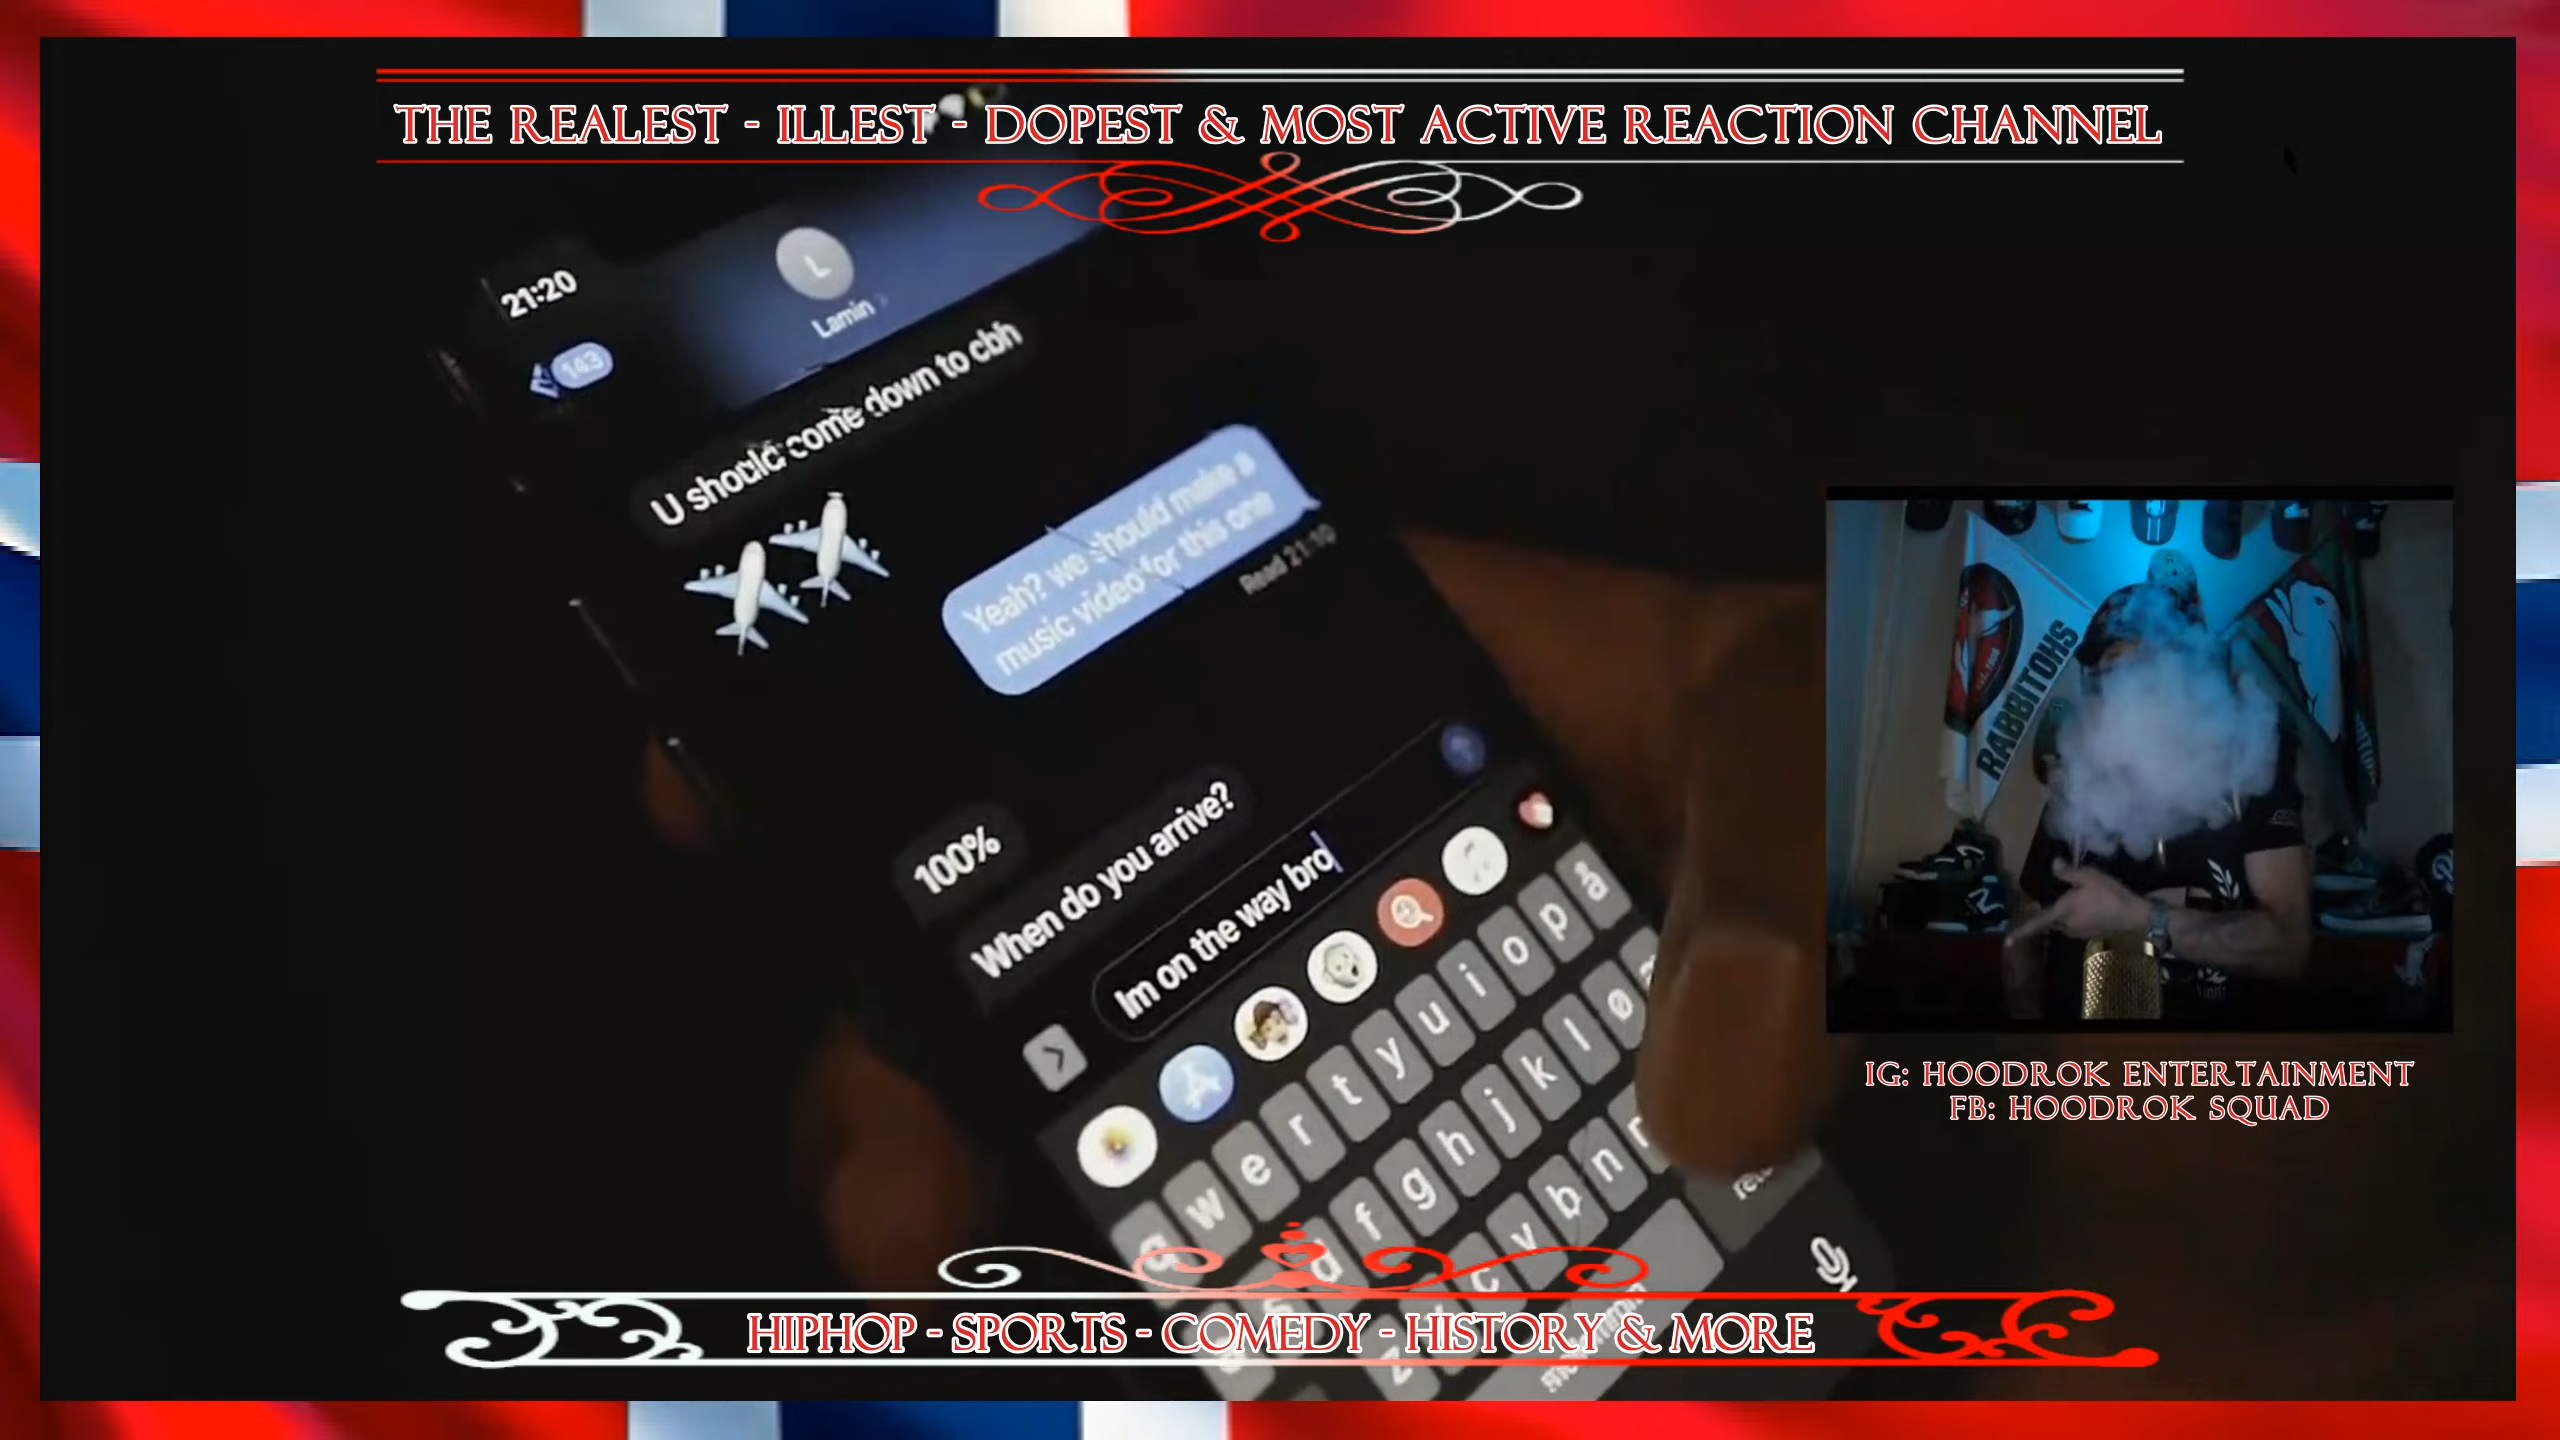 THE REALEST - ILLEST - DOPEST & MOST ACTIVE REACTION CHANNEL
21:20
L
143
Lamin
U should come down to cbh
Yeah? we should make a
music video for this one
Read 21:10
100%
When do you arrive?
Im on the way bro
q w e r t y u i o p å
d f g h j k l ø
z c v b n
mellomrom
RABBITOHS
IG: HOODROK ENTERTAINMENT
FB: HOODROK SQUAD
HIPHOP - SPORTS - COMEDY - HISTORY & MORE